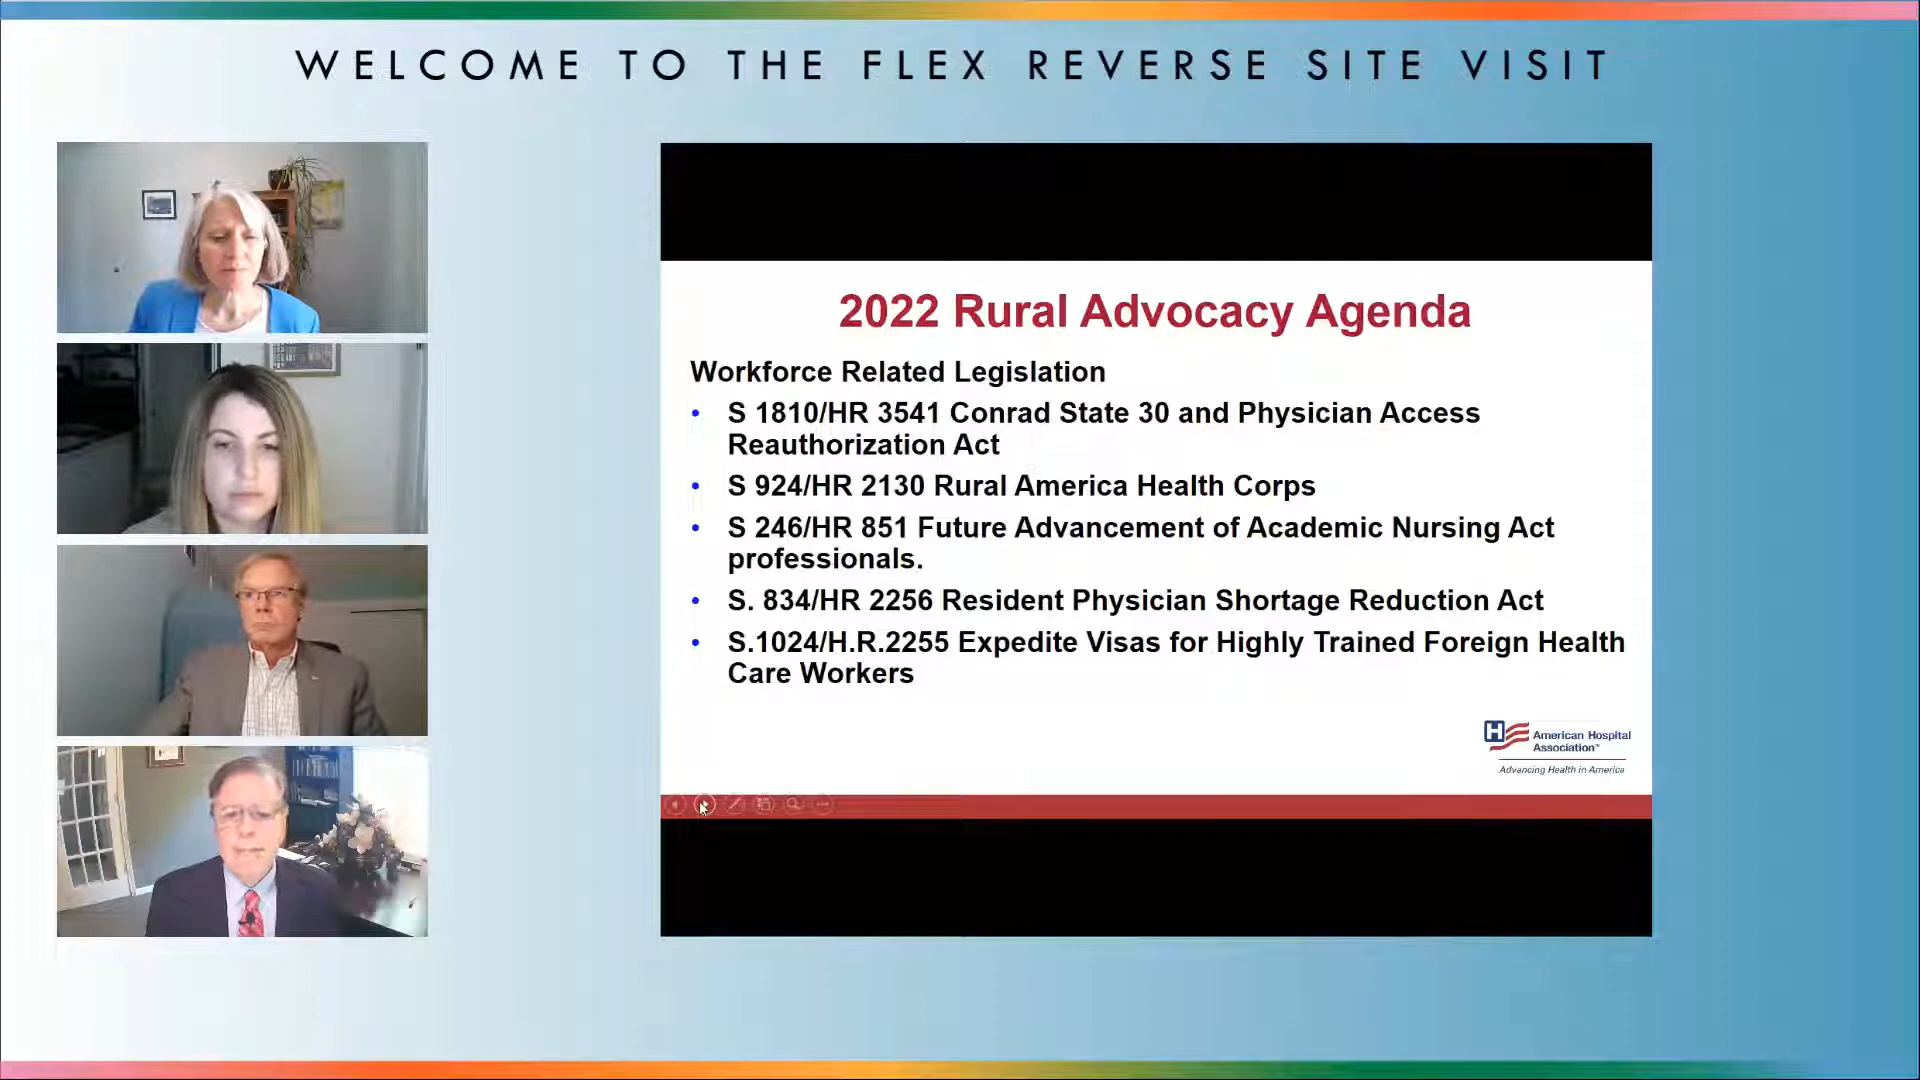 WELCOME TO THE FLEX REVERSE SITE VISIT
2022 Rural Advocacy Agenda
Workforce Related Legislation
• S 1810/HR 3541 Conrad State 30 and Physician Access
Reauthorization Act
• S 924/HR 2130 Rural America Health Corps
• S 246/HR 851 Future Advancement of Academic Nursing Act
professionals.
• S. 834/HR 2256 Resident Physician Shortage Reduction Act
• S.1024/H.R.2255 Expedite Visas for Highly Trained Foreign Health
Care Workers
H American Hospital
Association™
Advancing Health in America